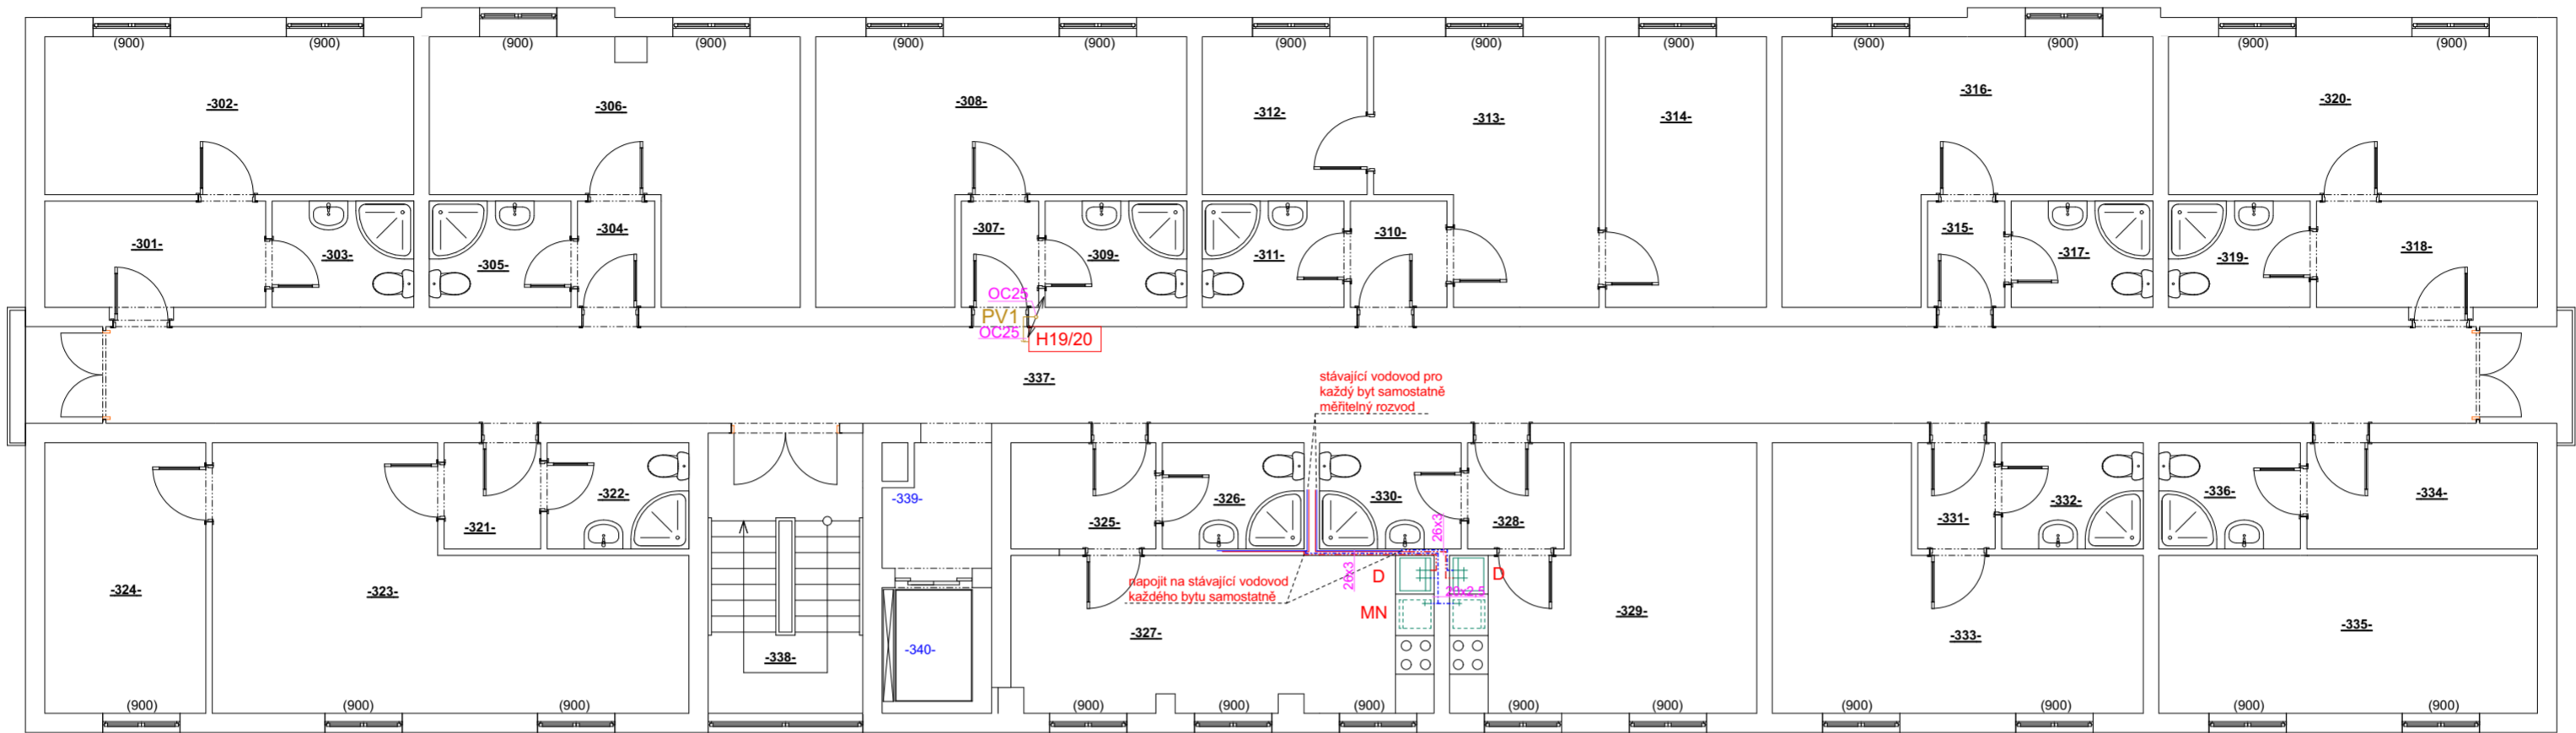 (900) (900) (900) (900) (900) (900) (900) (900) (900) (900) (900) (900) (900)
-302- -306- -308- -312- -313- -314- -316- -320-
-301- -303- -305- -304- -307- -309- -311- -310- -315- -317- -319- -318-
OC25
PV1
OC25
H19/20
-337-
stávající vodovod pro
každý byt samostatně
měřitelný rozvod
-324- -323- -321- -322- -338- -339- -340-
-325- -326- -330- -328- -331- -332- -336- -334-
26x3
napojit na stávající vodovod
každého bytu samostatně
26x3
D
D
20x2,5
MN
-327- -329- -333- -335-
(900) (900) (900) (900) (900) (900) (900) (900) (900) (900) (900) (900)